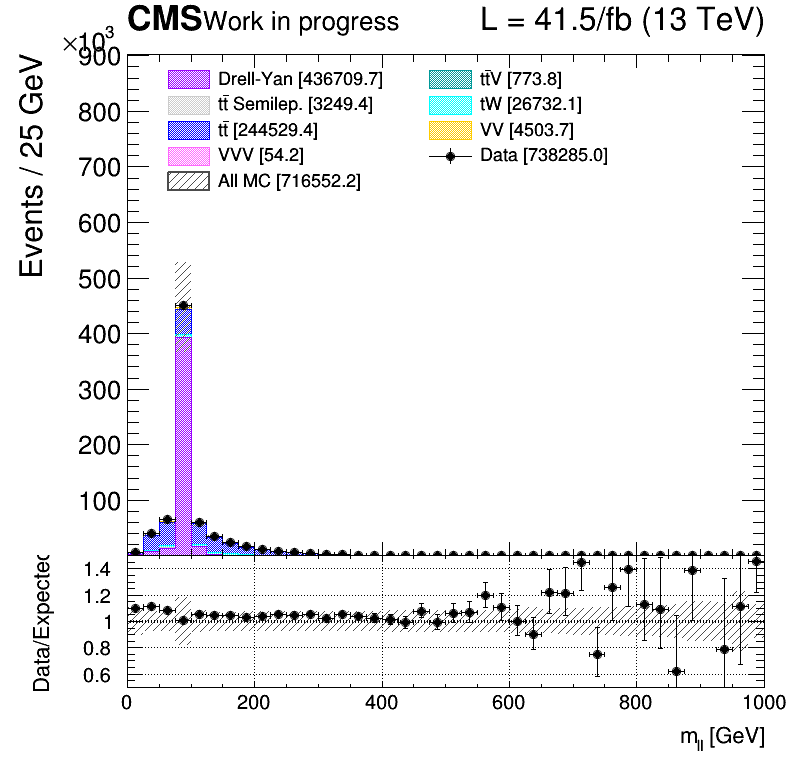 CMS Work in progress L = 41.5/fb (13 TeV)
×10³
Events / 25 GeV
900
800
700
600
500
400
300
200
100
Drell-Yan [436709.7]
tt̄ Semilep. [3249.4]
tt̄ [244529.4]
VVV [54.2]
All MC [716552.2]
tt̄V [773.8]
tW [26732.1]
VV [4503.7]
Data [738285.0]
Data/Expected
1.4
1.2
1
0.8
0.6
0 200 400 600 800 1000
m_ll [GeV]